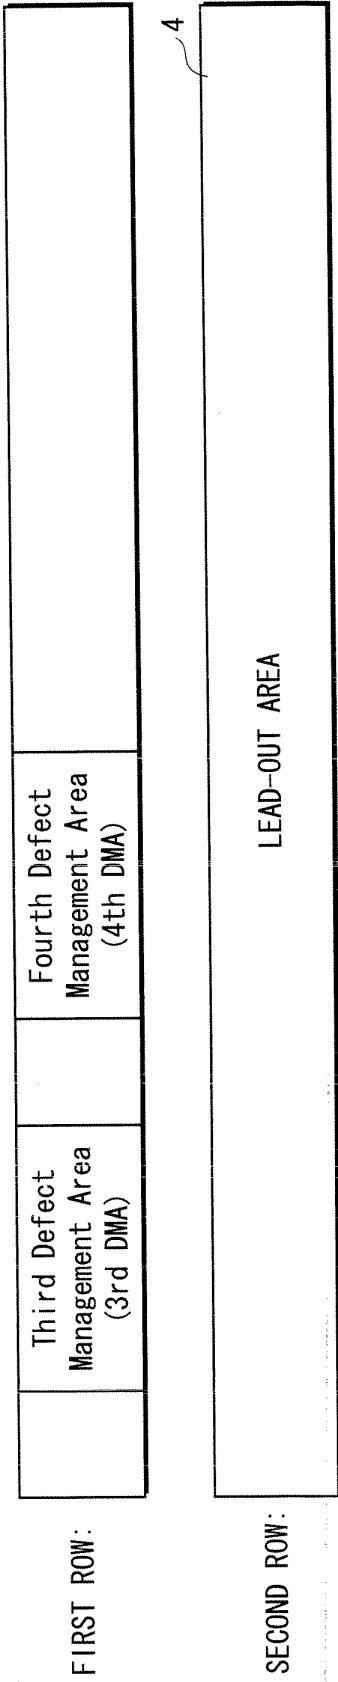 FIRST ROW:
Third Defect
Management Area
(3rd DMA)
Fourth Defect
Management Area
(4th DMA)
SECOND ROW:
LEAD-OUT AREA
4